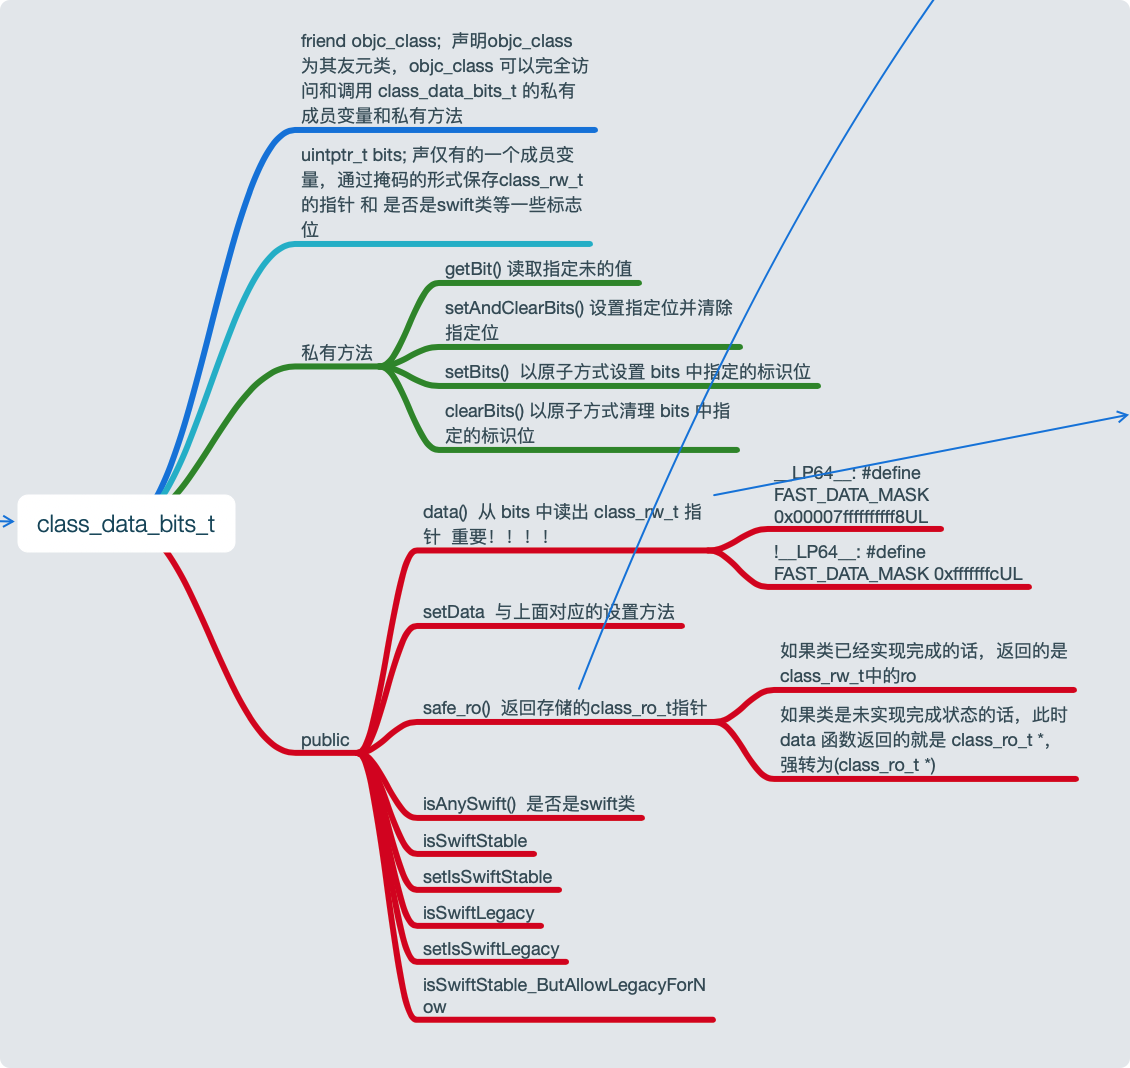 friend objc_class;  声明objc_class
为其友元类，objc_class 可以完全访
问和调用 class_data_bits_t 的私有
成员变量和私有方法
uintptr_t bits; 声仅有的一个成员变
量，通过掩码的形式保存class_rw_t
的指针 和 是否是swift类等一些标志
位
私有方法
getBit() 读取指定未的值
setAndClearBits() 设置指定位并清除
指定位
setBits()  以原子方式设置 bits 中指定的标识位
clearBits() 以原子方式清理 bits 中指
定的标识位
class_data_bits_t
public
data()  从 bits 中读出 class_rw_t 指
针  重要！！！！
__LP64__: #define
FAST_DATA_MASK
0x00007ffffffffff8UL
!__LP64__: #define
FAST_DATA_MASK 0xfffffffcUL
setData  与上面对应的设置方法
safe_ro()  返回存储的class_ro_t指针
如果类已经实现完成的话，返回的是
class_rw_t中的ro
如果类是未实现完成状态的话，此时
data 函数返回的就是 class_ro_t *,
强转为(class_ro_t *)
isAnySwift()  是否是swift类
isSwiftStable
setIsSwiftStable
isSwiftLegacy
setIsSwiftLegacy
isSwiftStable_ButAllowLegacyForN
ow